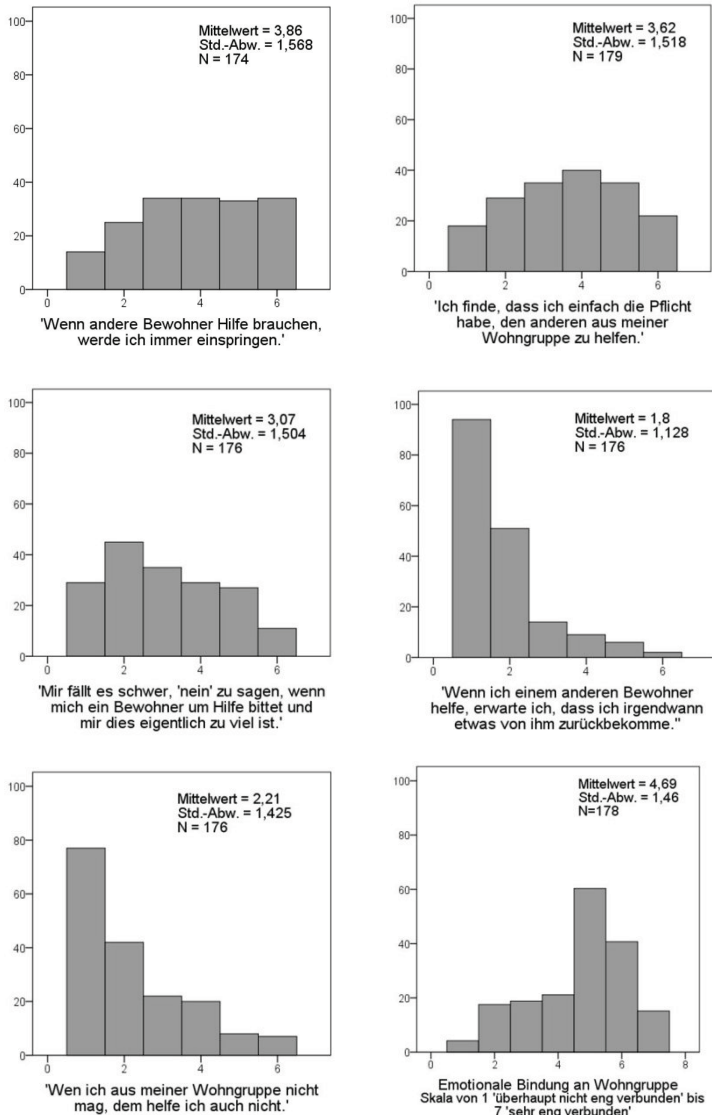 100
80
60
40
20
0
0 2 4 6
Mittelwert = 3,86
Std.-Abw. = 1,568
N = 174
'Wenn andere Bewohner Hilfe brauchen,
werde ich immer einspringen.'
100
80
60
40
20
0
0 2 4 6
Mittelwert = 3,62
Std.-Abw. = 1,518
N = 179
'Ich finde, dass ich einfach die Pflicht
habe, den anderen aus meiner
Wohngruppe zu helfen.'
100
80
60
40
20
0
0 2 4 6
Mittelwert = 3,07
Std.-Abw. = 1,504
N = 176
'Mir fällt es schwer, 'nein' zu sagen, wenn
mich ein Bewohner um Hilfe bittet und
mir dies eigentlich zu viel ist.'
100
80
60
40
20
0
0 2 4 6
Mittelwert = 1,8
Std.-Abw. = 1,128
N = 176
'Wenn ich einem anderen Bewohner
helfe, erwarte ich, dass ich irgendwann
etwas von ihm zurückbekomme.''
100
80
60
40
20
0
0 2 4 6
Mittelwert = 2,21
Std.-Abw. = 1,425
N = 176
'Wen ich aus meiner Wohngruppe nicht
mag, dem helfe ich auch nicht.'
100
80
60
40
20
0
0 2 4 6 8
Mittelwert = 4,69
Std.-Abw. = 1,46
N=178
Emotionale Bindung an Wohngruppe
Skala von 1 'überhaupt nicht eng verbunden' bis
7 'sehr eng verbunden'